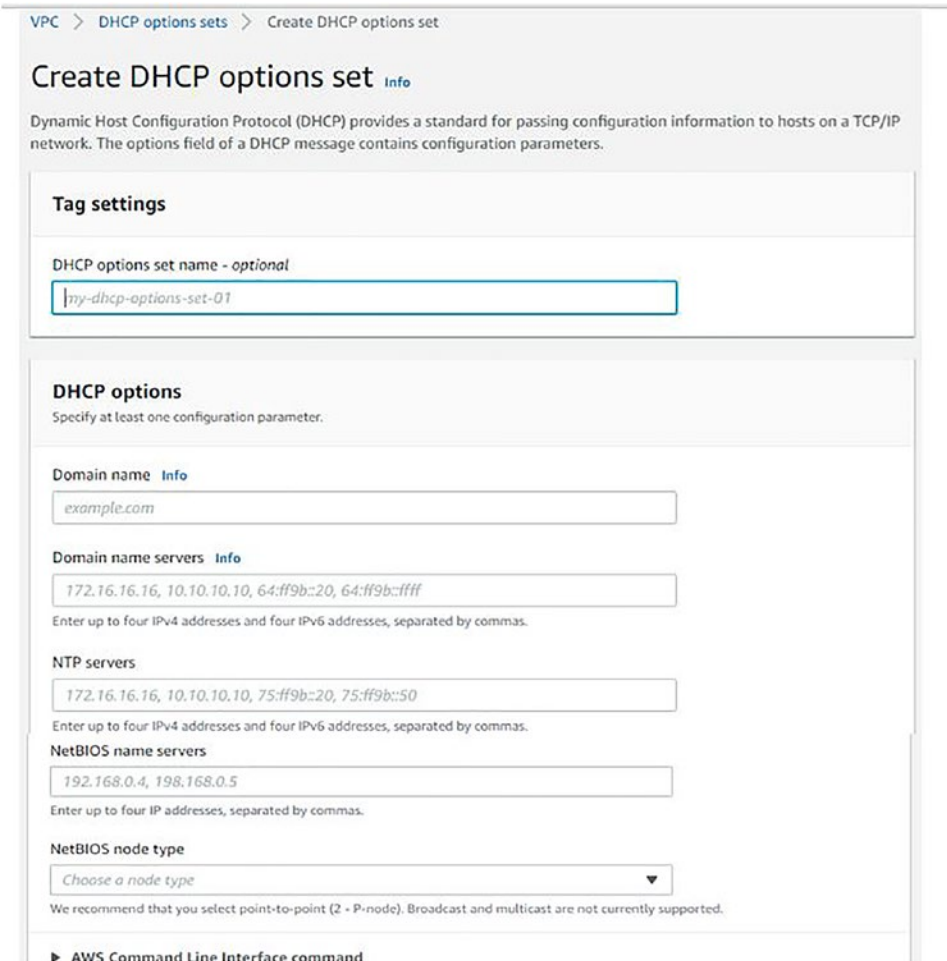 VPC > DHCP options sets > Create DHCP options set
Create DHCP options set Info
Dynamic Host Configuration Protocol (DHCP) provides a standard for passing configuration information to hosts on a TCP/IP
network. The options field of a DHCP message contains configuration parameters.
Tag settings
DHCP options set name - optional
my-dhcp-options-set-01
DHCP options
Specify at least one configuration parameter.
Domain name Info
example.com
Domain name servers Info
172.16.16.16, 10.10.10.10, 64:ff9b::20, 64:ff9b::ffff
Enter up to four IPv4 addresses and four IPv6 addresses, separated by commas.
NTP servers
172.16.16.16, 10.10.10.10, 75:ff9b::20, 75:ff9b::50
Enter up to four IPv4 addresses and four IPv6 addresses, separated by commas.
NetBIOS name servers
192.168.0.4, 198.168.0.5
Enter up to four IP addresses, separated by commas.
NetBIOS node type
Choose a node type
We recommend that you select point-to-point (2 - P-node). Broadcast and multicast are not currently supported.
AWS Command Line Interface command